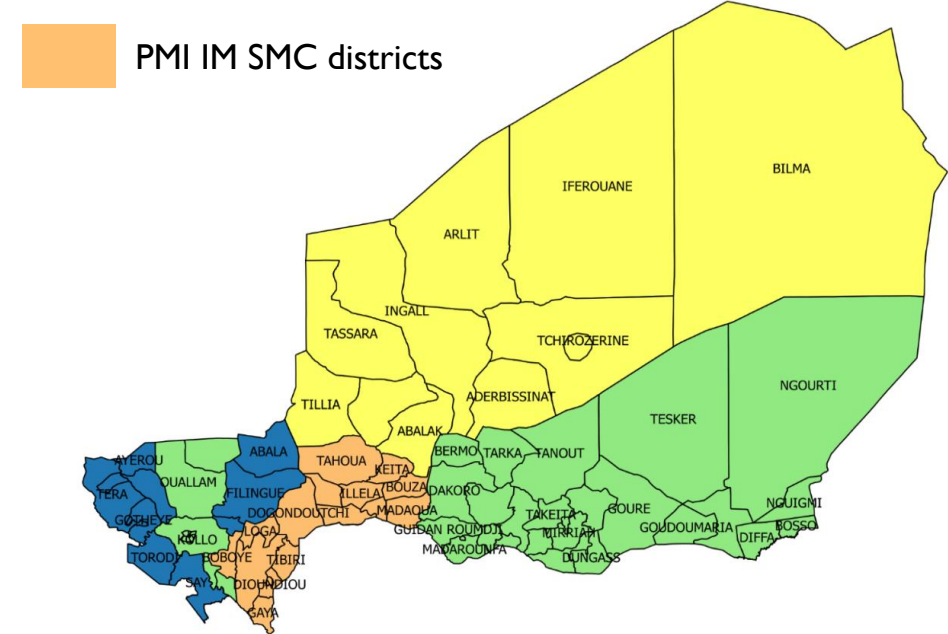 PMI IM SMC districts
BILMA
IFEROUANE
ARLIT
INGALL
TASSARA
TCHIROZERINE
NGOURTI
ADERBISSINAT
TILLIA
TESKER
ABALAK
ABALA
BERMO
TARKA
TANOUT
AYEROU
TAHOUA
KEITA
OUALLAM
BOUZA
DAKORO
TERA
FILINGUE
ILLELA
NGUIGMI
GOURE
DOGONDOUTCHI
MADAOUA
TAKEITA
GOTHEYE
BOSSO
GOUDOUMARIA
GUIDAN ROUMDJI
LOGA
MIRRIAH
KOLLO
DIFFA
MADAROUNFA
TORODI
BOBOYE
TIBIRI
DUNGASS
SAY
DIOUNDIOU
GAYA